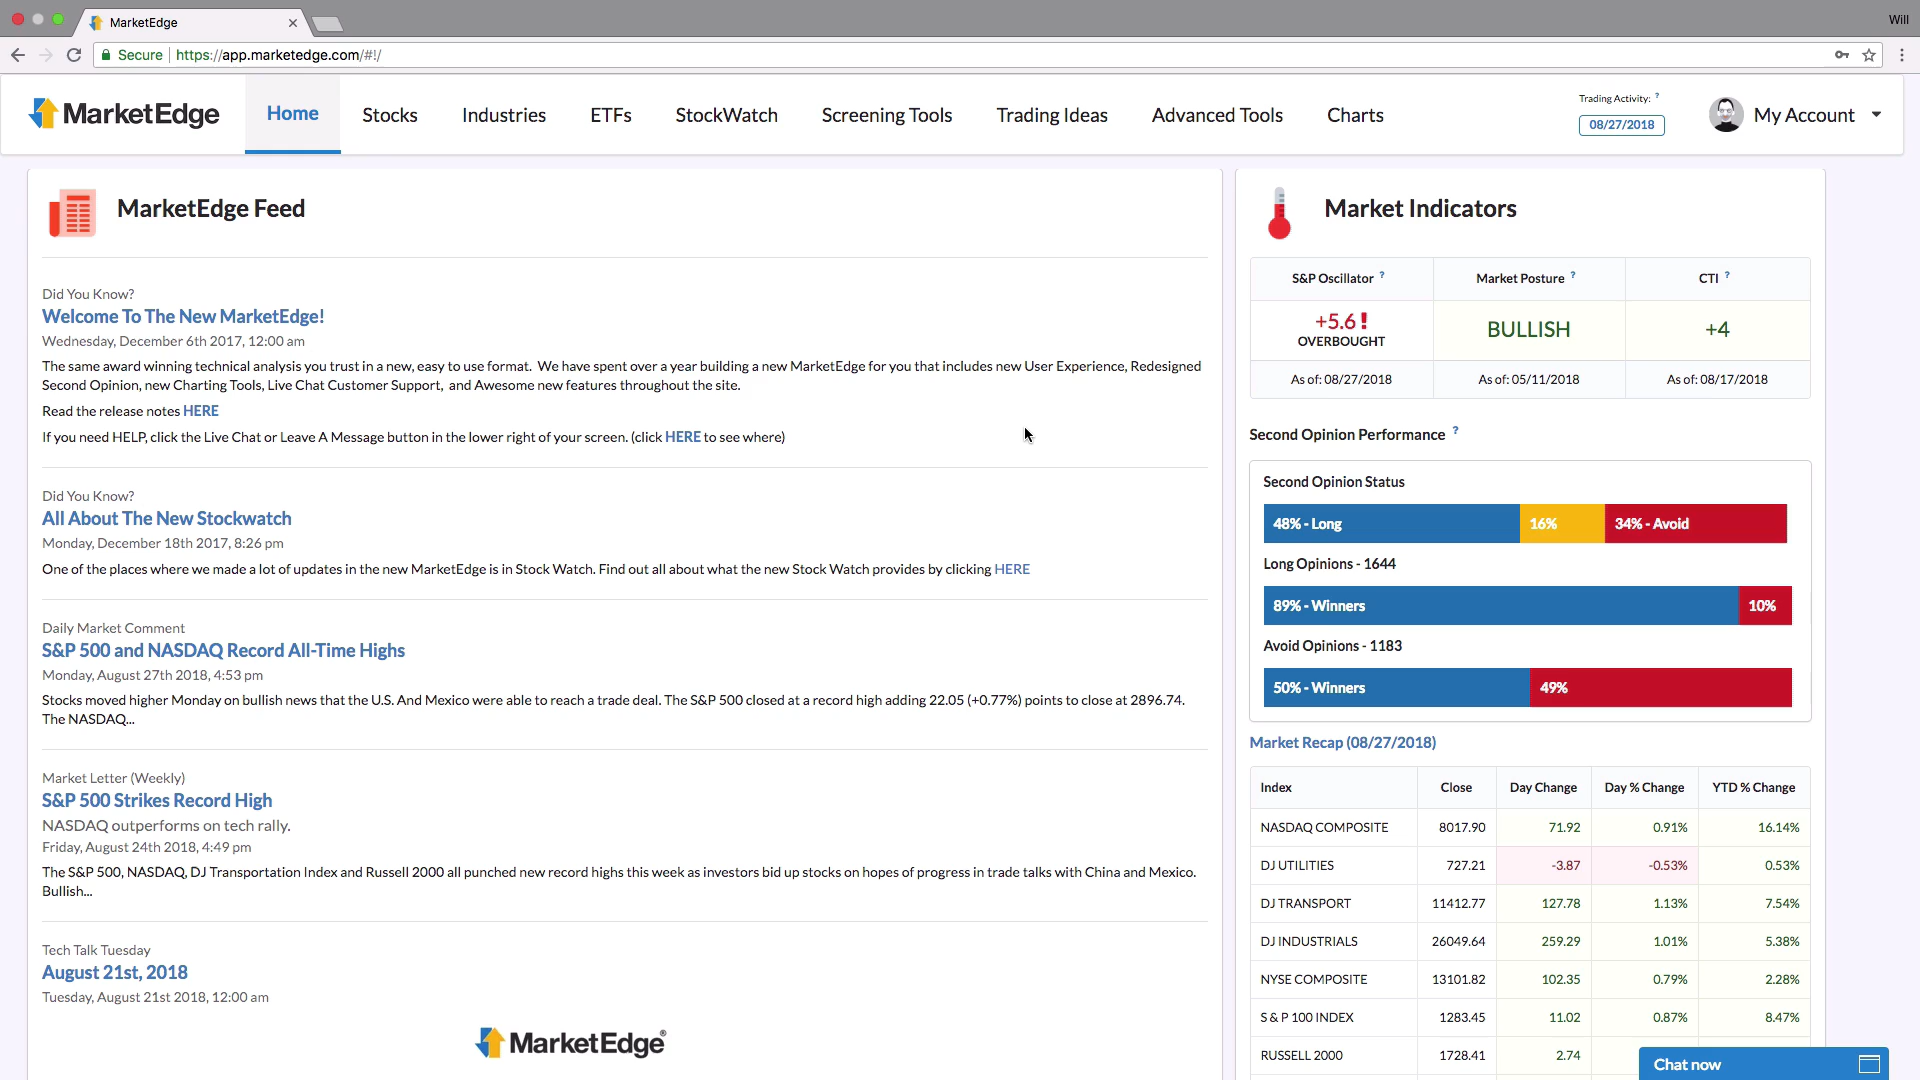 MarketEdge
Will
Secure
https://app.marketedge.com/#!/
MarketEdge
Home
Stocks
Industries
ETFs
StockWatch
Screening Tools
Trading Ideas
Advanced Tools
Charts
Trading Activity: ?
08/27/2018
My Account
MarketEdge Feed
Did You Know?
Welcome To The New MarketEdge!
Wednesday, December 6th 2017, 12:00 am
The same award winning technical analysis you trust in a new, easy to use format. We have spent over a year building a new MarketEdge for you that includes new User Experience, Redesigned
Second Opinion, new Charting Tools, Live Chat Customer Support, and Awesome new features throughout the site.
Read the release notes HERE
If you need HELP, click the Live Chat or Leave A Message button in the lower right of your screen. (click HERE to see where)
Did You Know?
All About The New Stockwatch
Monday, December 18th 2017, 8:26 pm
One of the places where we made a lot of updates in the new MarketEdge is in Stock Watch. Find out all about what the new Stock Watch provides by clicking HERE
Daily Market Comment
S&P 500 and NASDAQ Record All-Time Highs
Monday, August 27th 2018, 4:53 pm
Stocks moved higher Monday on bullish news that the U.S. And Mexico were able to reach a trade deal. The S&P 500 closed at a record high adding 22.05 (+0.77%) points to close at 2896.74.
The NASDAQ...
Market Letter (Weekly)
S&P 500 Strikes Record High
NASDAQ outperforms on tech rally.
Friday, August 24th 2018, 4:49 pm
The S&P 500, NASDAQ, DJ Transportation Index and Russell 2000 all punched new record highs this week as investors bid up stocks on hopes of progress in trade talks with China and Mexico.
Bullish...
Tech Talk Tuesday
August 21st, 2018
Tuesday, August 21st 2018, 12:00 am
MarketEdge®
Market Indicators
S&P Oscillator ? Market Posture ? CTI ?
+5.6! BULLISH +4
OVERBOUGHT
As of: 08/27/2018 As of: 05/11/2018 As of: 08/17/2018
Second Opinion Performance ?
Second Opinion Status
48% - Long 16% 34% - Avoid
Long Opinions - 1644
89% - Winners 10%
Avoid Opinions - 1183
50% - Winners 49%
Market Recap (08/27/2018)
Index Close Day Change Day % Change YTD % Change
NASDAQ COMPOSITE 8017.90 71.92 0.91% 16.14%
DJ UTILITIES 727.21 -3.87 -0.53% 0.53%
DJ TRANSPORT 11412.77 127.78 1.13% 7.54%
DJ INDUSTRIALS 26049.64 259.29 1.01% 5.38%
NYSE COMPOSITE 13101.82 102.35 0.79% 2.28%
S & P 100 INDEX 1283.45 11.02 0.87% 8.47%
RUSSELL 2000 1728.41 2.74
Chat now